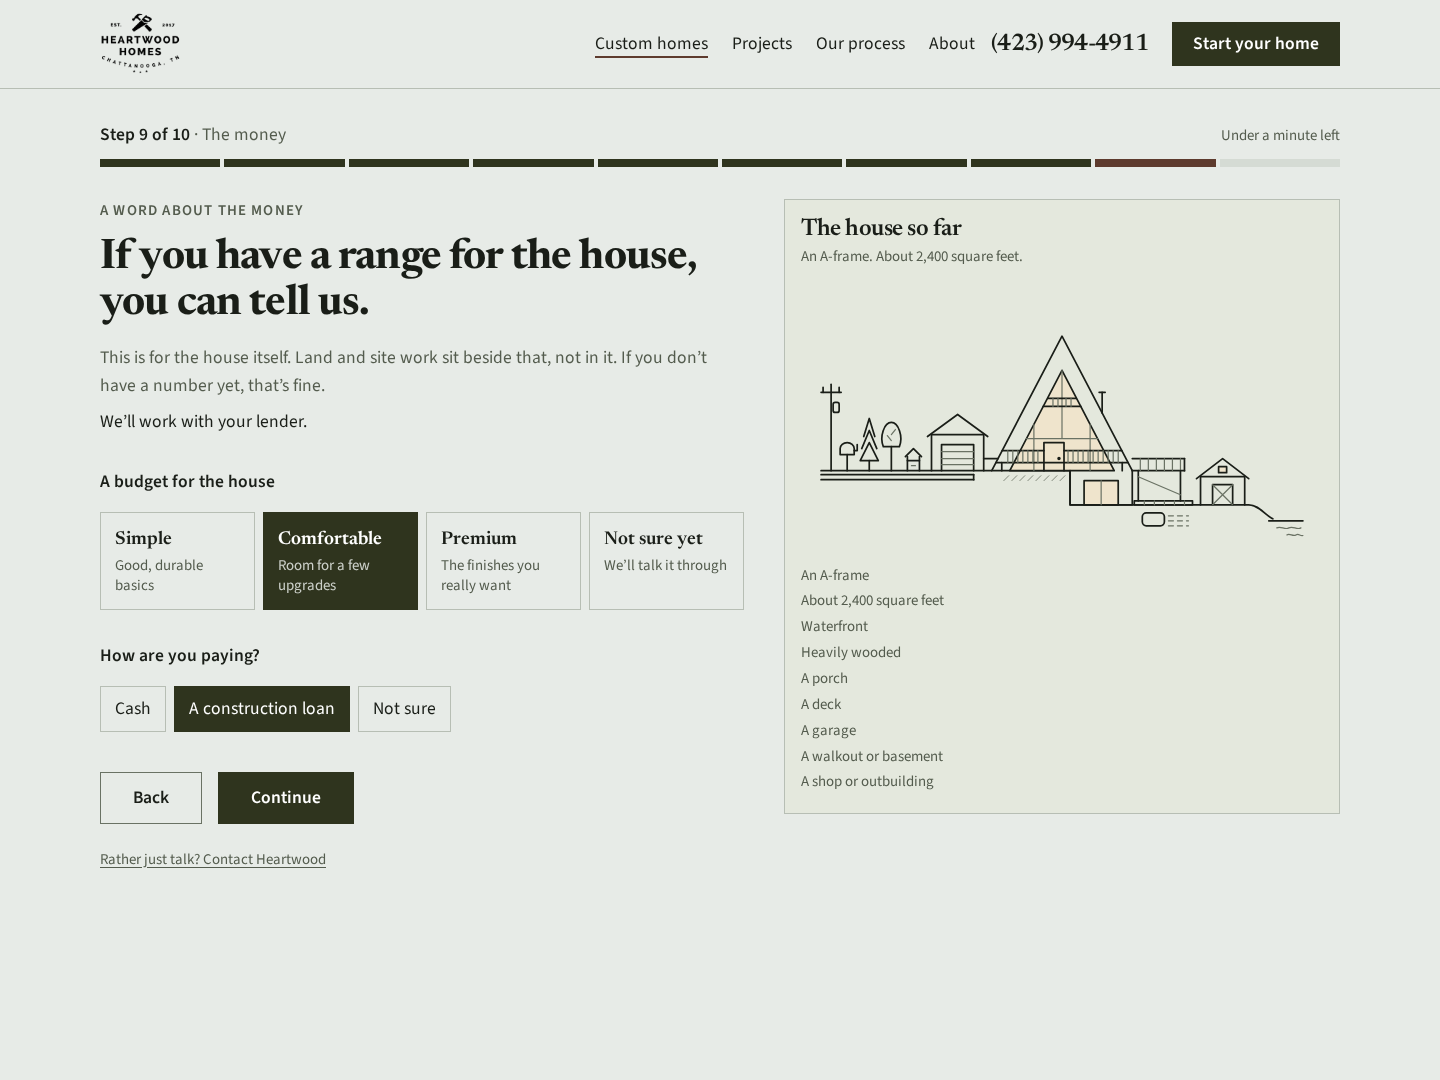 EST. 2017
HEARTWOOD
HOMES
CHATTANOOGA, TN
Custom homes
Projects
Our process
About
(423) 994-4911
Start your home
Step 9 of 10 · The money
Under a minute left
A WORD ABOUT THE MONEY
If you have a range for the house,
you can tell us.
This is for the house itself. Land and site work sit beside that, not in it. If you don’t
have a number yet, that’s fine.
We’ll work with your lender.
A budget for the house
Simple
Good, durable
basics
Comfortable
Room for a few
upgrades
Premium
The finishes you
really want
Not sure yet
We’ll talk it through
How are you paying?
Cash
A construction loan
Not sure
Back
Continue
Rather just talk? Contact Heartwood
The house so far
An A-frame. About 2,400 square feet.
An A-frame
About 2,400 square feet
Waterfront
Heavily wooded
A porch
A deck
A garage
A walkout or basement
A shop or outbuilding